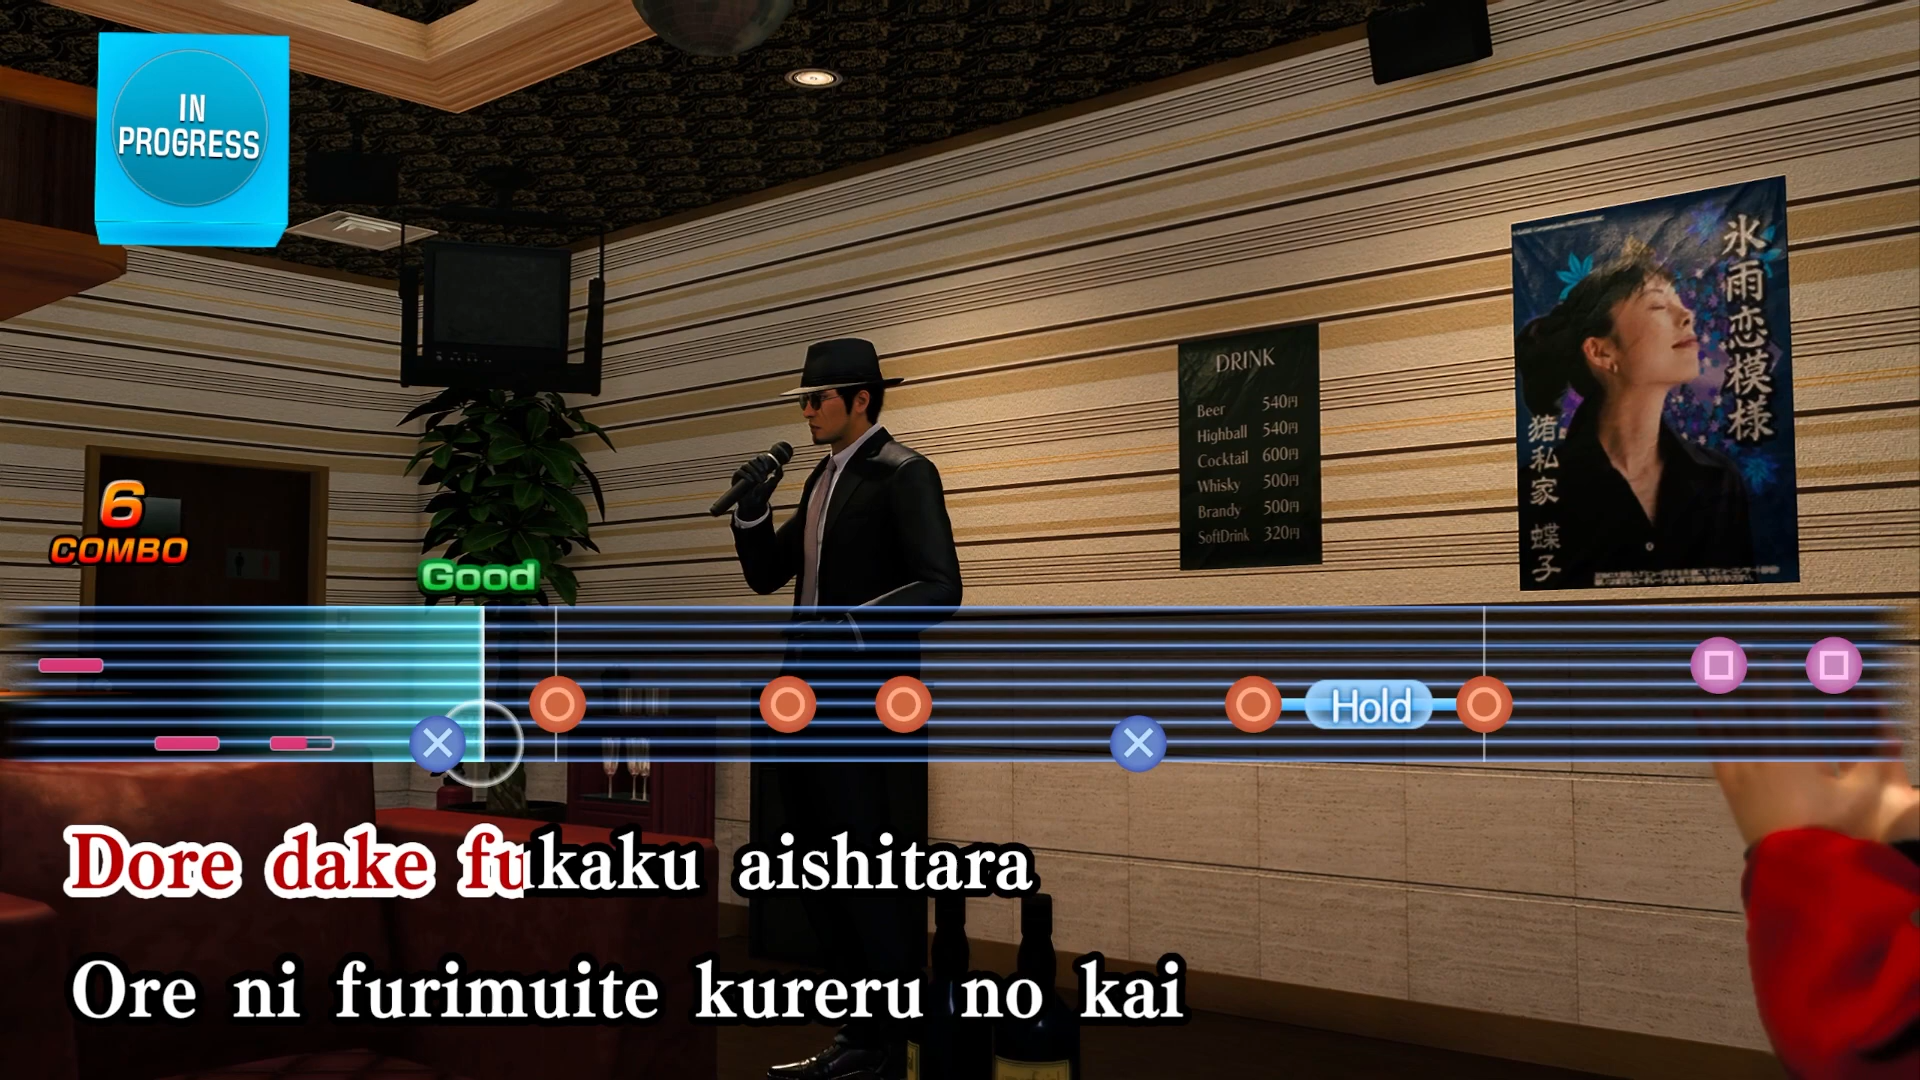 IN
PROGRESS
氷雨恋模様
猪私家 蝶子
DRINK
Beer 540円
Highball 540円
Cocktail 600円
Whisky 500円
Brandy 500円
SoftDrink 320円
6
COMBO
Good
Hold
Dore dake fukaku aishitara
Ore ni furimuite kureru no kai